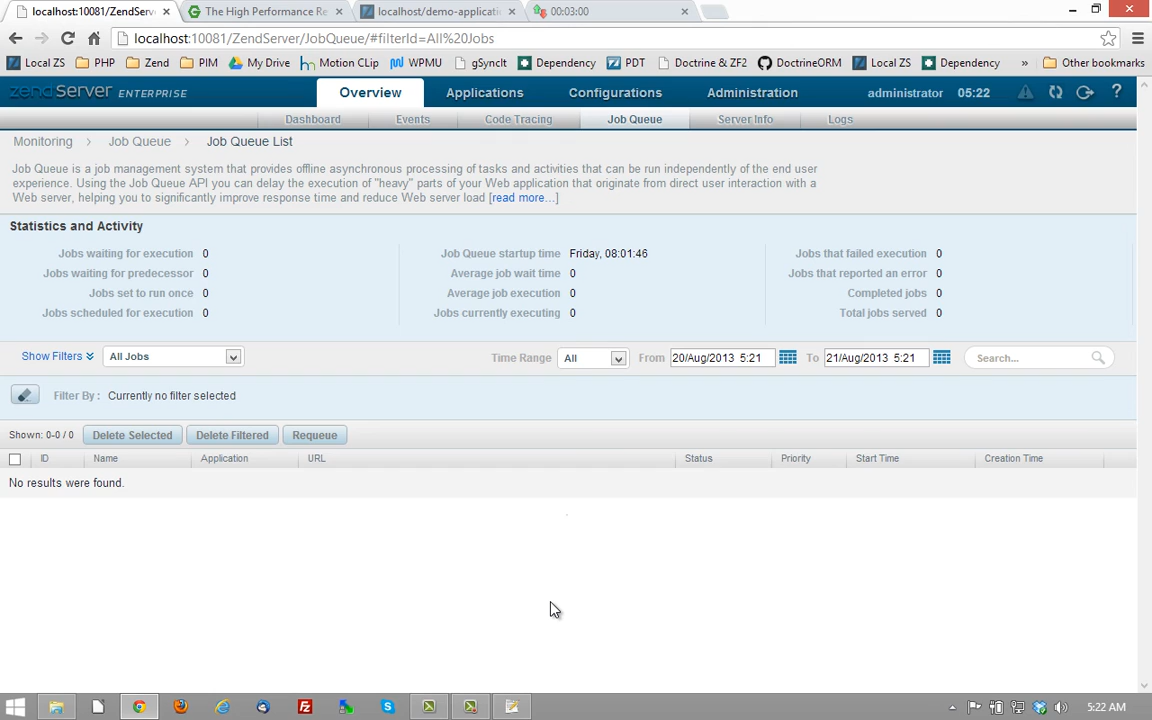 localhost:10081/ZendServ
The High Performance Re
localhost/demo-applicatio
00:03:00
localhost:10081/ZendServer/JobQueue/#filterId=All%20Jobs
Local ZS PHP Zend PIM My Drive Motion CLip WPMU gSyncIt Dependency PDT Doctrine & ZF2 DoctrineORM Local ZS Dependency » Other bookmarks
zendServer ENTERPRISE Overview Applications Configurations Administration administrator 05:22 ?
Dashboard Events Code Tracing Job Queue Server Info Logs
Monitoring Job Queue Job Queue List
Job Queue is a job management system that provides offline asynchronous processing of tasks and activities that can be run independently of the end user
experience. Using the Job Queue API you can delay the execution of "heavy" parts of your Web application that originate from direct user interaction with a
Web server, helping you to significantly improve response time and reduce Web server load [read more...]
Statistics and Activity
Jobs waiting for execution 0 Job Queue startup time Friday, 08:01:46 Jobs that failed execution 0
Jobs waiting for predecessor 0 Average job wait time 0 Jobs that reported an error 0
Jobs set to run once 0 Average job execution 0 Completed jobs 0
Jobs scheduled for execution 0 Jobs currently executing 0 Total jobs served 0
Show Filters All Jobs Time Range All From 20/Aug/2013 5:21 To 21/Aug/2013 5:21 Search...
Filter By : Currently no filter selected
Shown: 0-0 / 0 Delete Selected Delete Filtered Requeue
ID Name Application URL Status Priority Start Time Creation Time
No results were found.
5:22 AM